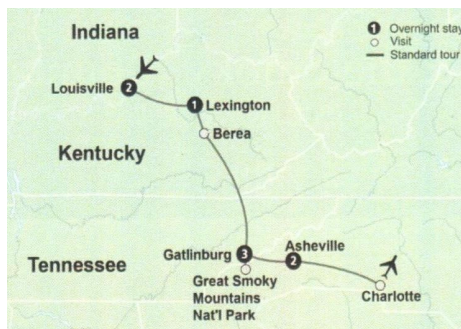 Indiana
1 Overnight stay
Visit
Standard tour
Louisville 2
1 Lexington
Berea
Kentucky
Gatlinburg 3
Asheville
2
Tennessee
Great Smoky
Mountains
Nat'l Park
Charlotte